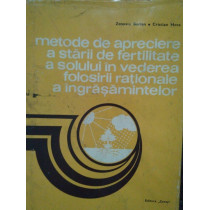 metode de apreciere
a stării de fertilitate
a solului în vederea
folosirii raționale
a îngrășămintelor